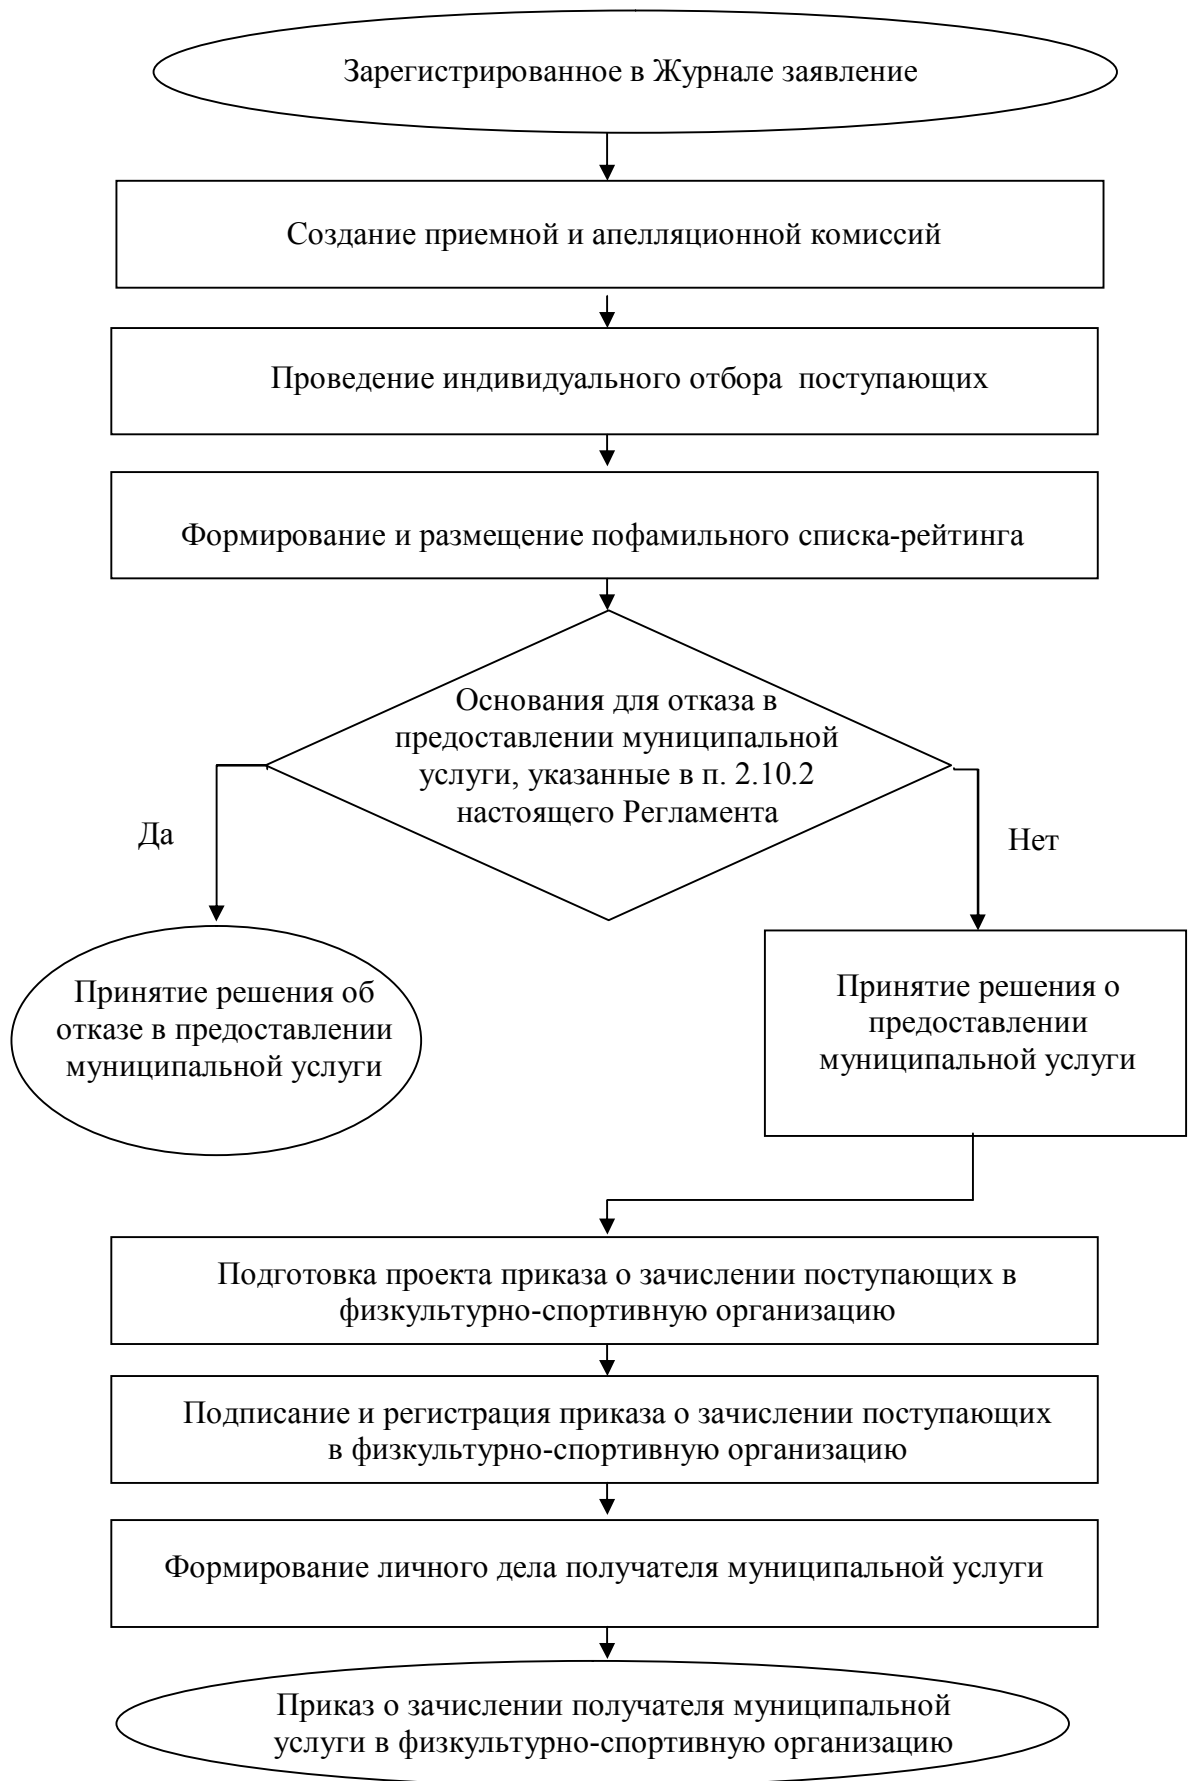 Зарегистрированное в Журнале заявление
Создание приемной и апелляционной комиссий
Проведение индивидуального отбора  поступающих
Формирование и размещение пофамильного списка-рейтинга
Основания для отказа в
предоставлении муниципальной
услуги, указанные в п. 2.10.2
настоящего Регламента
Да
Нет
Принятие решения об
отказе в предоставлении
муниципальной услуги
Принятие решения о
предоставлении
муниципальной услуги
Подготовка проекта приказа о зачислении поступающих в
физкультурно-спортивную организацию
Подписание и регистрация приказа о зачислении поступающих
в физкультурно-спортивную организацию
Формирование личного дела получателя муниципальной услуги
Приказ о зачислении получателя муниципальной
услуги в физкультурно-спортивную организацию